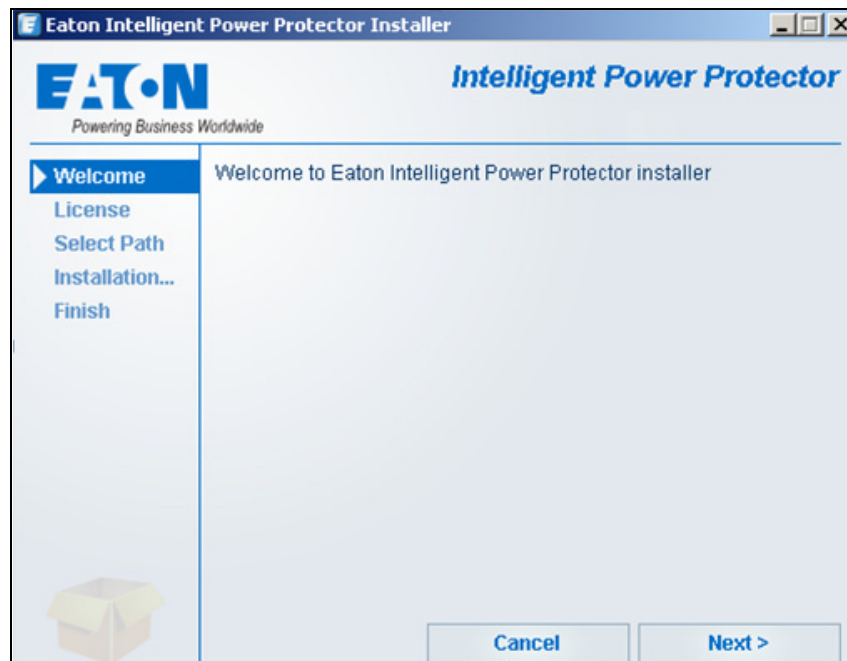 Eaton Intelligent Power Protector Installer
EATON
Intelligent Power Protector
Powering Business Worldwide
Welcome
License
Select Path
Installation...
Finish
Welcome to Eaton Intelligent Power Protector installer
Cancel
Next >